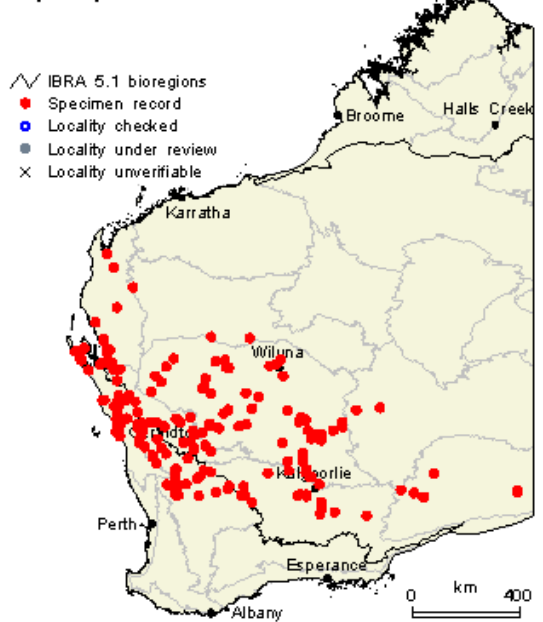 IBRA 5.1 bioregions
Specimen record
Locality checked
Locality under review
Locality unverifiable
Broome
Halls Creek
Karratha
Wiluna
Perth
Esperance
Albany
km
0 400